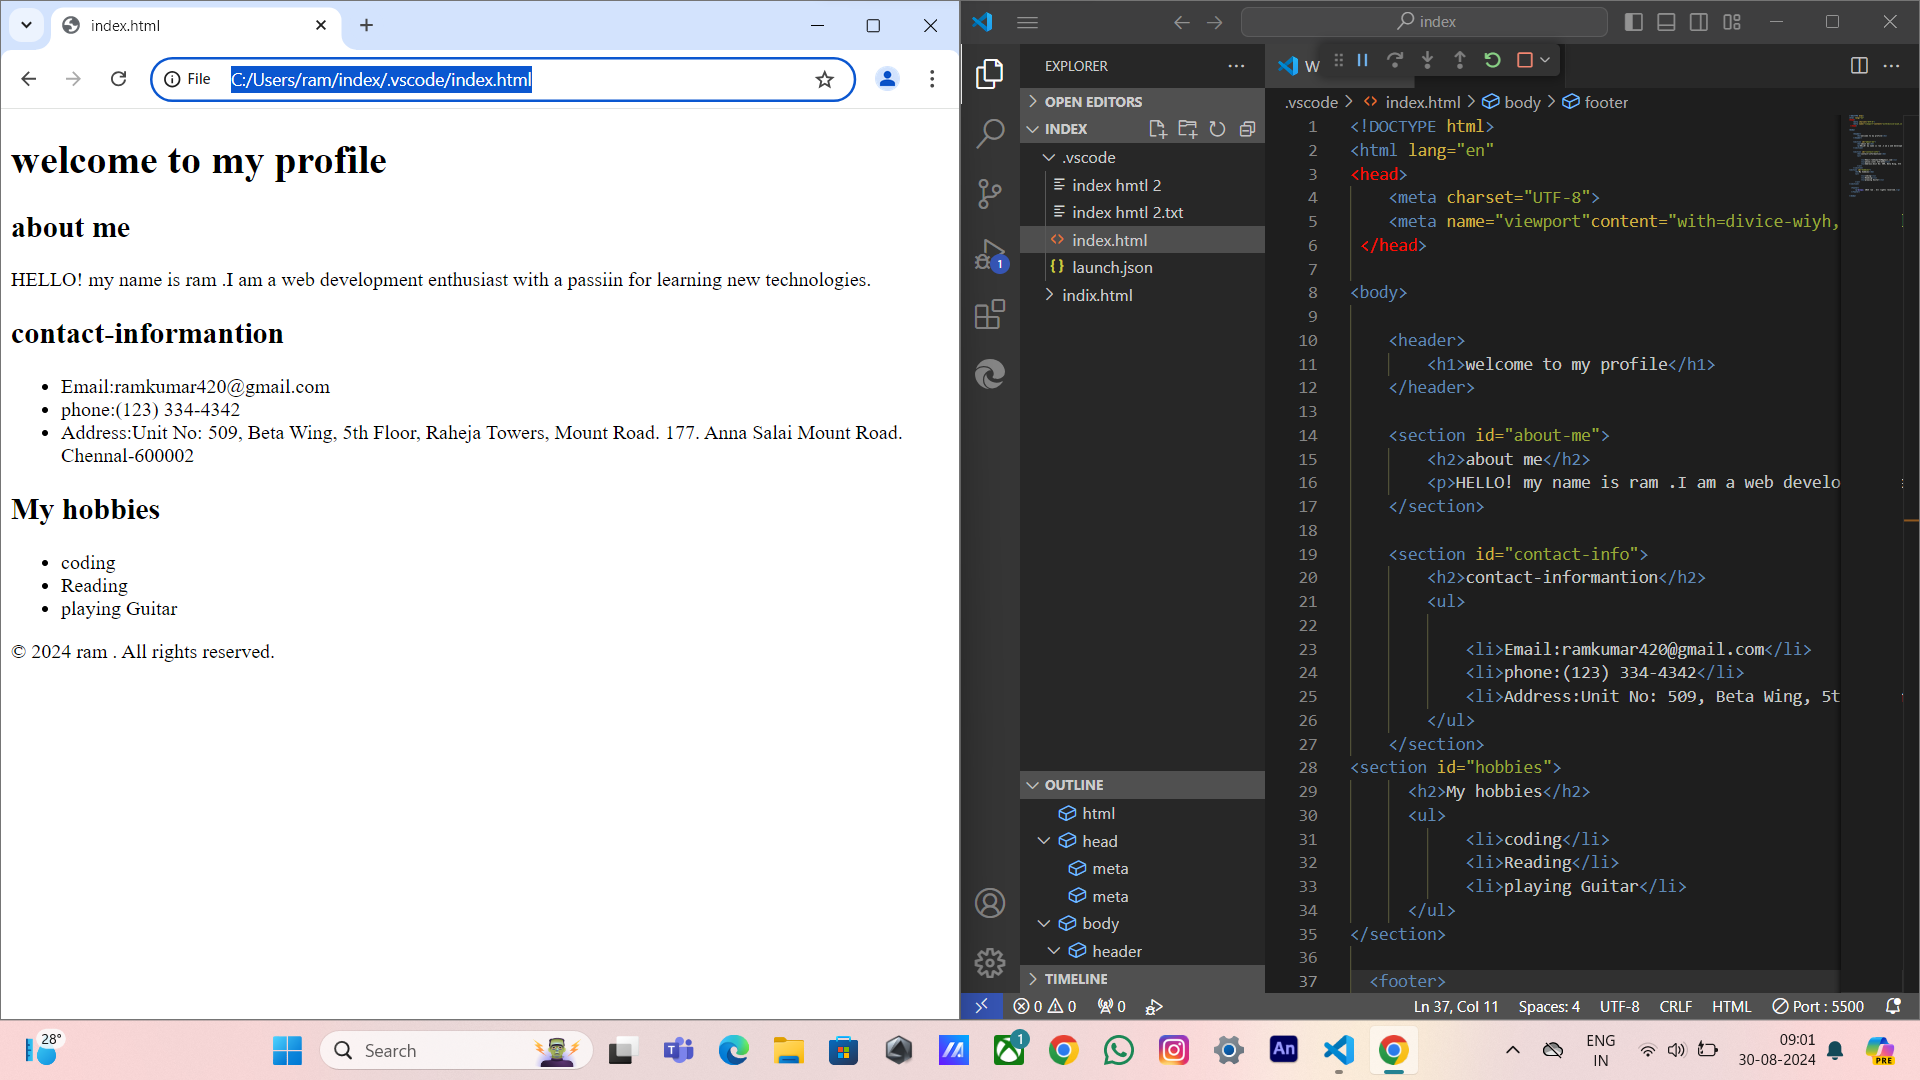 index.html
File C:/Users/ram/index/.vscode/index.html
welcome to my profile
about me
HELLO! my name is ram .I am a web development enthusiast with a passiin for learning new technologies.
contact-informantion
Email:ramkumar420@gmail.com
phone:(123) 334-4342
Address:Unit No: 509, Beta Wing, 5th Floor, Raheja Towers, Mount Road. 177. Anna Salai Mount Road.
Chennal-600002
My hobbies
coding
Reading
playing Guitar
© 2024 ram . All rights reserved.
index
EXPLORER
OPEN EDITORS
INDEX
.vscode
index hmtl 2
index hmtl 2.txt
index.html
launch.json
indix.html
1
OUTLINE
html
head
meta
meta
body
header
TIMELINE
W
.vscode > index.html > body > footer
1 <!DOCTYPE html>
2 <html lang="en"
3 <head>
4 <meta charset="UTF-8">
5 <meta name="viewport"content="with=divice-wiyh,
6 </head>
7
8 <body>
9
10 <header>
11 <h1>welcome to my profile</h1>
12 </header>
13
14 <section id="about-me">
15 <h2>about me</h2>
16 <p>HELLO! my name is ram .I am a web develo
17 </section>
18
19 <section id="contact-info">
20 <h2>contact-informantion</h2>
21 <ul>
22
23 <li>Email:ramkumar420@gmail.com</li>
24 <li>phone:(123) 334-4342</li>
25 <li>Address:Unit No: 509, Beta Wing, 5t
26 </ul>
27 </section>
28 <section id="hobbies">
29 <h2>My hobbies</h2>
30 <ul>
31 <li>coding</li>
32 <li>Reading</li>
33 <li>playing Guitar</li>
34 </ul>
35 </section>
36
37 <footer>
0 0 0 Ln 37, Col 11 Spaces: 4 UTF-8 CRLF HTML Port : 5500
28° Search 1 An ENG 09:01
IN 30-08-2024 PRE